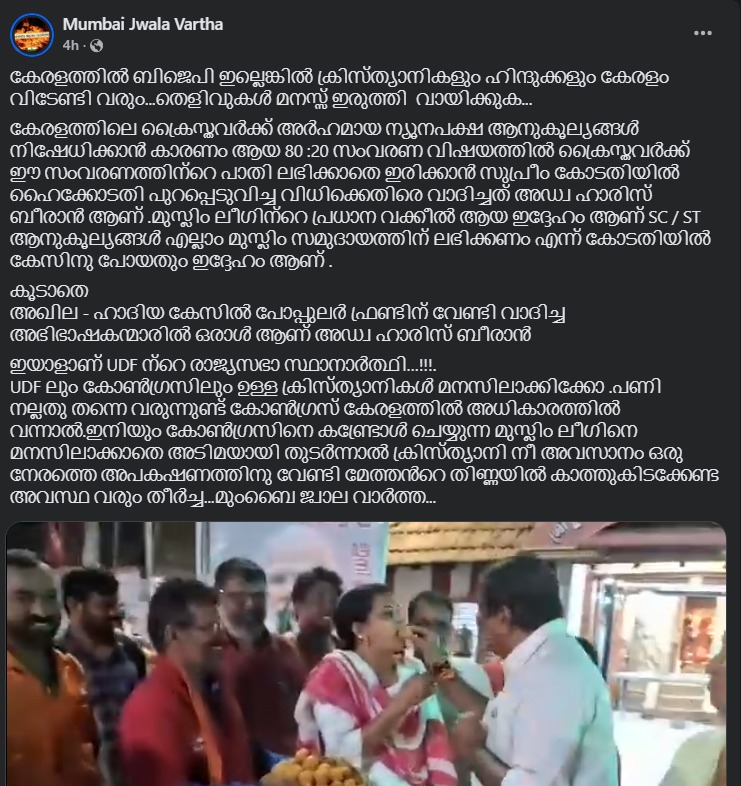 Mumbai Jwala Vartha
4h
കേരളത്തിൽ ബിജെപി ഇല്ലെങ്കിൽ ക്രിസ്ത്യാനികളും ഹിന്ദുക്കളും കേരളം
വിടേണ്ടി വരും...തെളിവുകൾ മനസ്സ് ഇരുത്തി വായിക്കുക...
കേരളത്തിലെ ക്രൈസ്തവർക്ക് അർഹമായ ന്യൂനപക്ഷ ആനുകൂല്യങ്ങൾ
നിഷേധിക്കാൻ കാരണം ആയ 80 :20 സംവരണ വിഷയത്തിൽ ക്രൈസ്തവർക്ക്
ഈ സംവരണത്തിന്റെ പാതി ലഭിക്കാതെ ഇരിക്കാൻ സുപ്രീം കോടതിയിൽ
ഹൈക്കോടതി പുറപ്പെടുവിച്ച വിധിക്കെതിരെ വാദിച്ചത് അഡ്വ ഹാരിസ്
ബീരാൻ ആണ് .മുസ്ലിം ലീഗിന്റെ പ്രധാന വക്കീൽ ആയ ഇദ്ദേഹം ആണ് SC / ST
ആനുകൂല്യങ്ങൾ എല്ലാം മുസ്ലിം സമുദായത്തിന് ലഭിക്കണം എന്ന് കോടതിയിൽ
കേസിനു പോയതും ഇദ്ദേഹം ആണ് .
കൂടാതെ
അഖില - ഹാദിയ കേസിൽ പോപ്പുലർ ഫ്രണ്ടിന് വേണ്ടി വാദിച്ച
അഭിഭാഷകന്മാരിൽ ഒരാൾ ആണ് അഡ്വ ഹാരിസ് ബീരാൻ
ഇയാളാണ് UDF ന്റെ രാജ്യസഭാ സ്ഥാനാർത്ഥി...!!!.
UDF ലും കോൺഗ്രസിലും ഉള്ള ക്രിസ്ത്യാനികൾ മനസിലാക്കിക്കോ .പണി
നല്ലതു തന്നെ വരുന്നുണ്ട് കോൺഗ്രസ് കേരളത്തിൽ അധികാരത്തിൽ
വന്നാൽ.ഇനിയും കോൺഗ്രസിനെ കണ്ട്രോൾ ചെയ്യുന്ന മുസ്ലിം ലീഗിനെ
മനസിലാക്കാതെ അടിമയായി തുടർന്നാൽ ക്രിസ്ത്യാനി നീ അവസാനം ഒരു
നേരത്തെ അപകഷണത്തിനു വേണ്ടി മേത്തൻറെ തിണ്ണയിൽ കാത്തുകിടക്കേണ്ട
അവസ്ഥ വരും തീർച്ച...മുംബൈ ജ്വാല വാർത്ത...